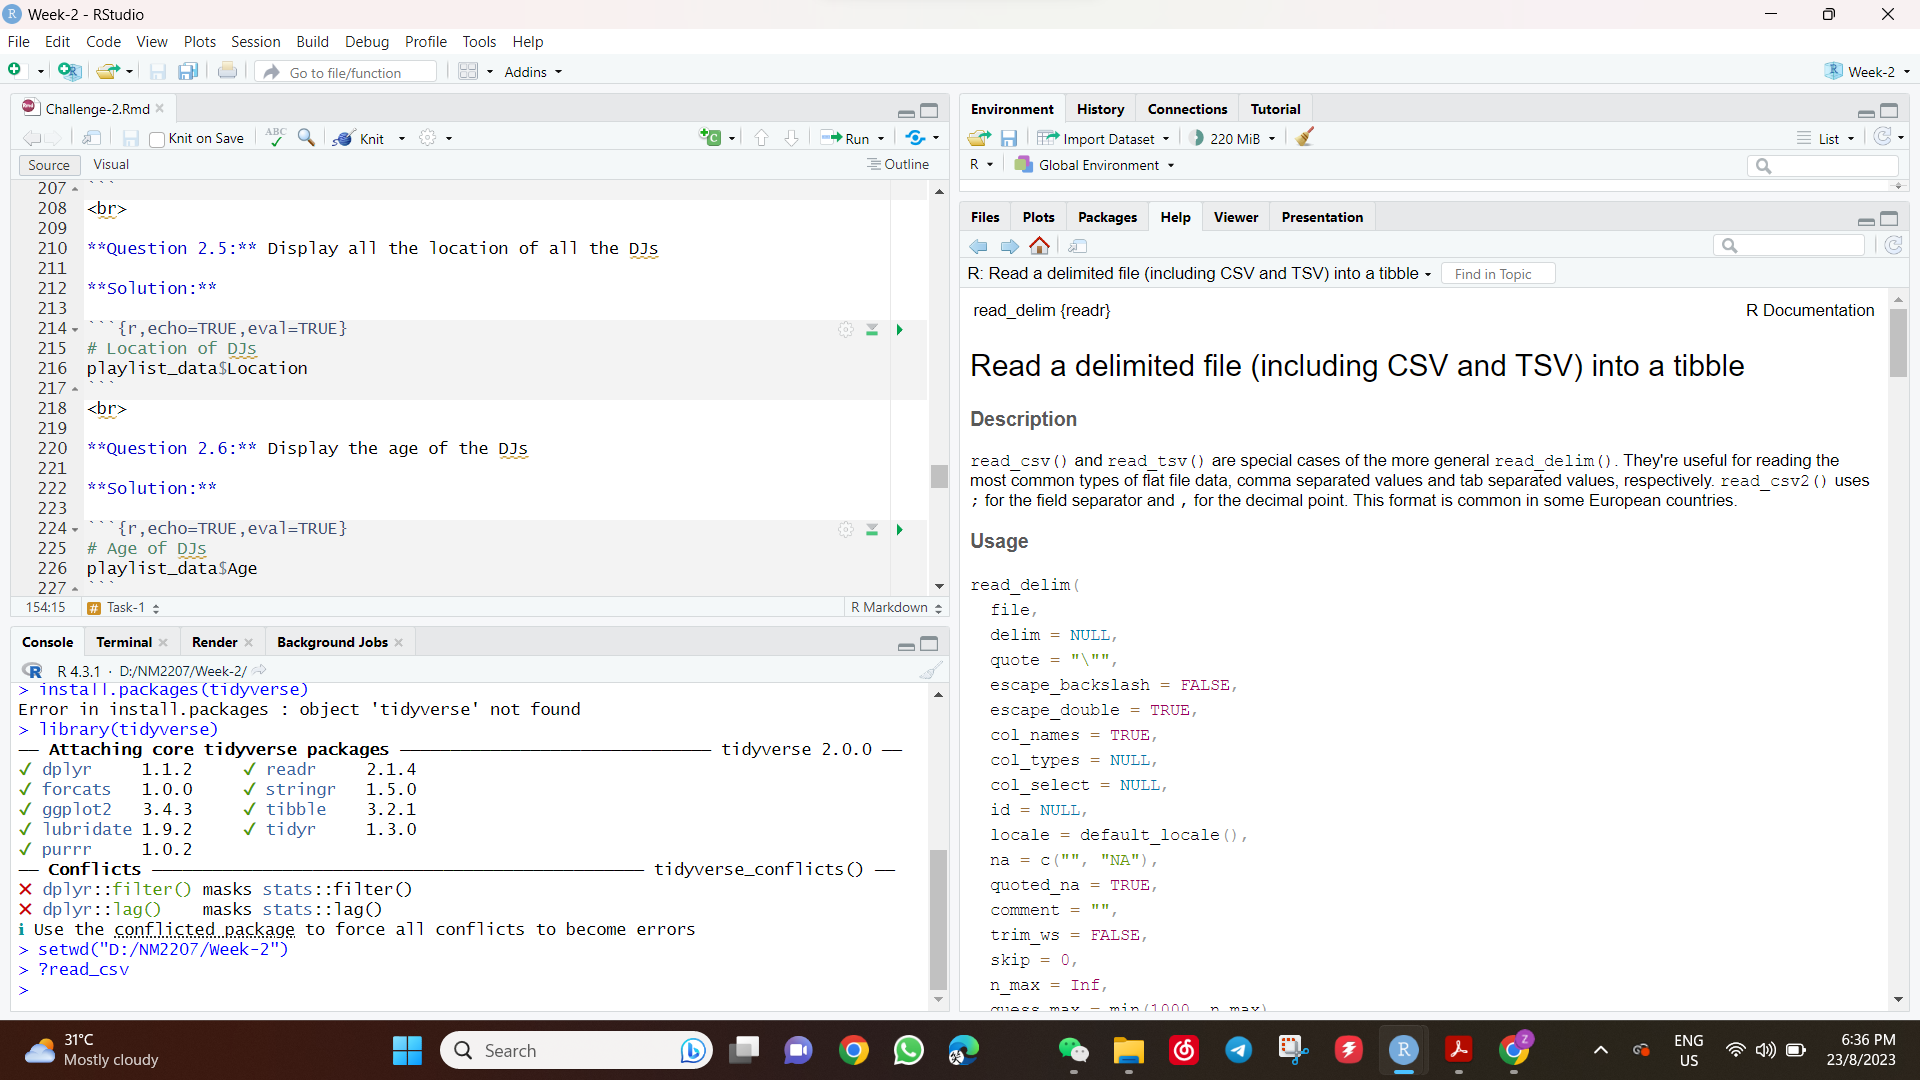 Week-2 - RStudio
File Edit Code View Plots Session Build Debug Profile Tools Help
Go to file/function Addins Week-2
Challenge-2.Rmd
Knit on Save ABC Knit Run
Source Visual Outline
207 ```
208 <br>
209
210 **Question 2.5:** Display all the location of all the DJs
211
212 **Solution:**
213
214 ```{r,echo=TRUE,eval=TRUE}
215 # Location of DJs
216 playlist_data$Location
217 ```
218 <br>
219
220 **Question 2.6:** Display the age of the DJs
221
222 **Solution:**
223
224 ```{r,echo=TRUE,eval=TRUE}
225 # Age of DJs
226 playlist_data$Age
227 ```
154:15 # Task-1 R Markdown
Console Terminal Render Background Jobs
R 4.3.1 · D:/NM2207/Week-2/
> install.packages(tidyverse)
Error in install.packages : object 'tidyverse' not found
> library(tidyverse)
── Attaching core tidyverse packages ──── tidyverse 2.0.0 ──
✓ dplyr 1.1.2 ✓ readr 2.1.4
✓ forcats 1.0.0 ✓ stringr 1.5.0
✓ ggplot2 3.4.3 ✓ tibble 3.2.1
✓ lubridate 1.9.2 ✓ tidyr 1.3.0
✓ purrr 1.0.2
── Conflicts ──── tidyverse_conflicts() ──
✕ dplyr::filter() masks stats::filter()
✕ dplyr::lag() masks stats::lag()
ℹ Use the conflicted package to force all conflicts to become errors
> setwd("D:/NM2207/Week-2")
> ?read_csv
>
Environment History Connections Tutorial
Import Dataset 220 MiB List
R Global Environment
Files Plots Packages Help Viewer Presentation
R: Read a delimited file (including CSV and TSV) into a tibble Find in Topic
read_delim {readr} R Documentation
Read a delimited file (including CSV and TSV) into a tibble
Description
read_csv() and read_tsv() are special cases of the more general read_delim(). They're useful for reading the
most common types of flat file data, comma separated values and tab separated values, respectively. read_csv2() uses
; for the field separator and , for the decimal point. This format is common in some European countries.
Usage
read_delim(
file,
delim = NULL,
quote = "\"",
escape_backslash = FALSE,
escape_double = TRUE,
col_names = TRUE,
col_types = NULL,
col_select = NULL,
id = NULL,
locale = default_locale(),
na = c("", "NA"),
quoted_na = TRUE,
comment = "",
trim_ws = FALSE,
skip = 0,
n_max = Inf,
guess_max = min(1000, n_max)
31°C
Mostly cloudy
Search
ENG
US
6:36 PM
23/8/2023